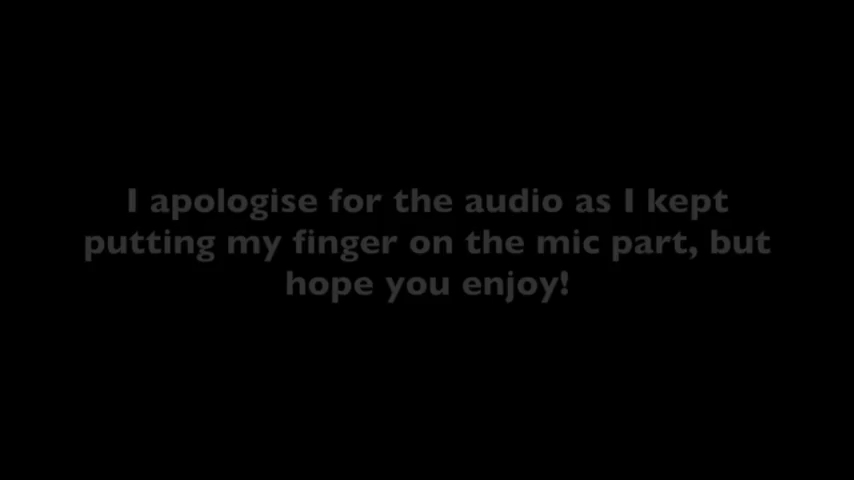 I apologise for the audio as I kept
putting my finger on the mic part, but
hope you enjoy!